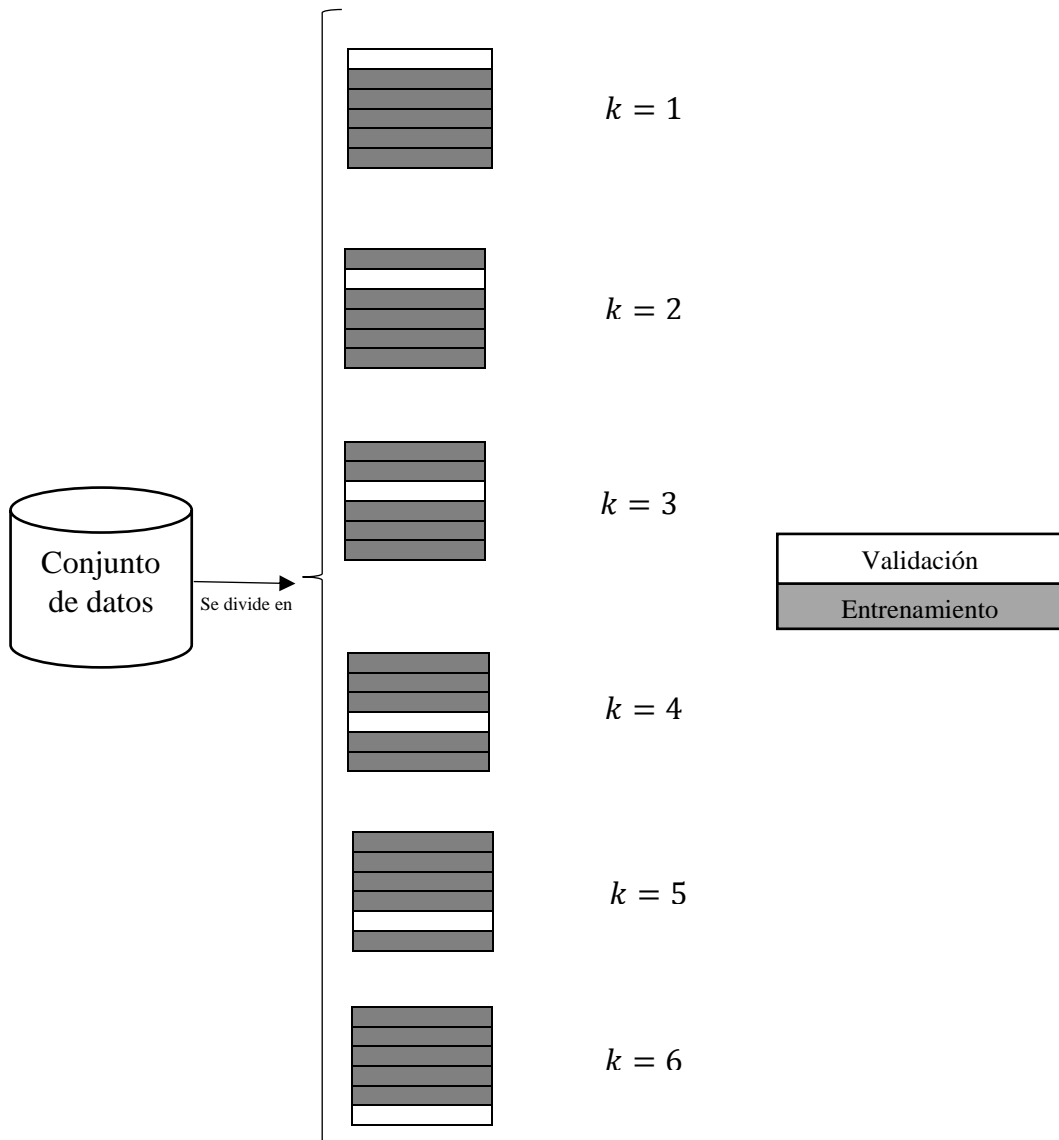 k = 1
k = 2
k = 3
Conjunto
de datos
Se divide en
Validación
Entrenamiento
k = 4
k = 5
k = 6